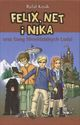 Rafał Kosik
FELIX, NET
i NIKA
oraz Gang Niewidzialnych Ludzi